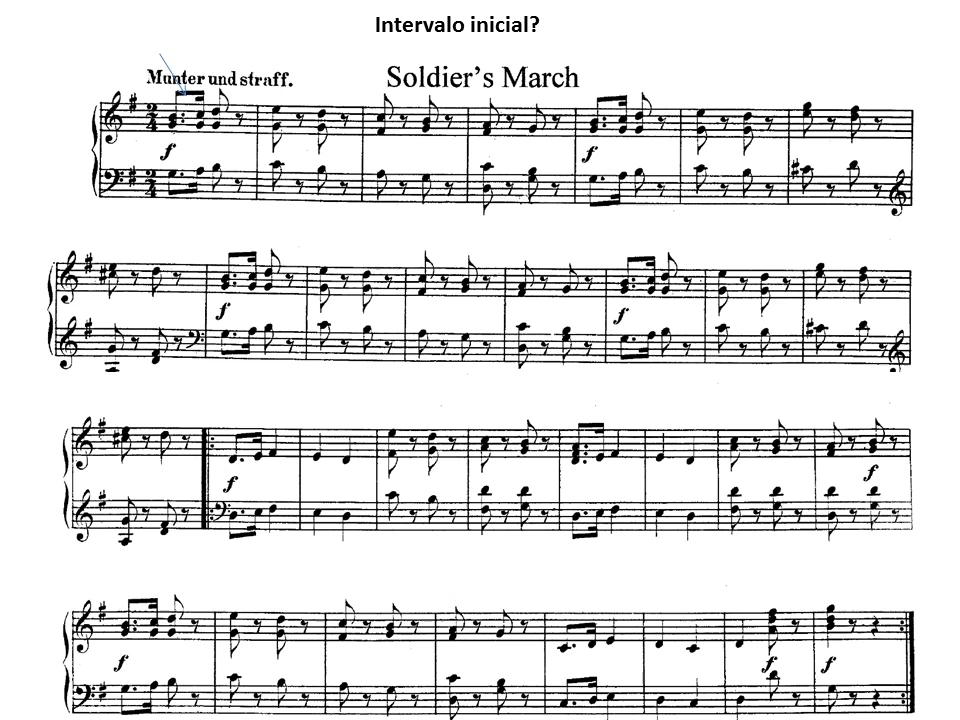 Intervalo inicial?
Munter und straff.
Soldier's March
f
f
f
f
f
f
f
f
f